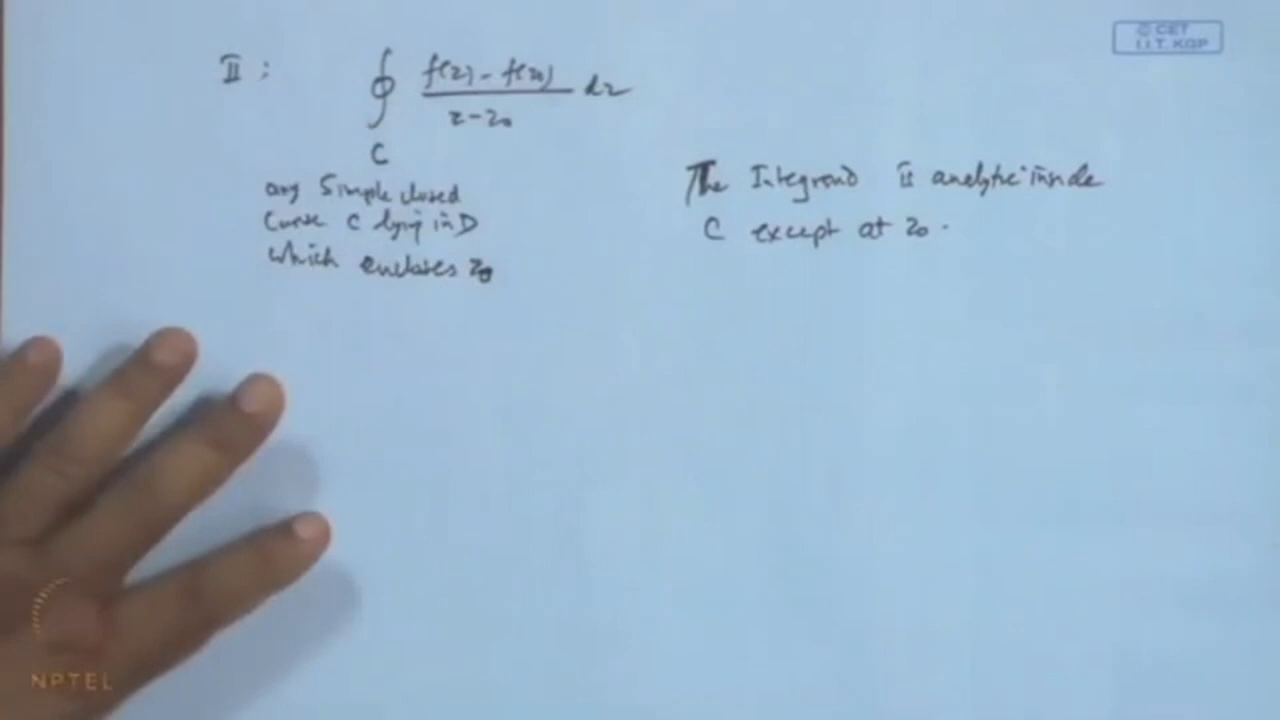 © CET
I.I.T. KGP
II : ∮ f(z) - f(z0) / z - z0 dz
C
any Simple closed
Curve C lying in D
which encloses z0
The Integrand is analytic inside
C except at z0.
NPTEL